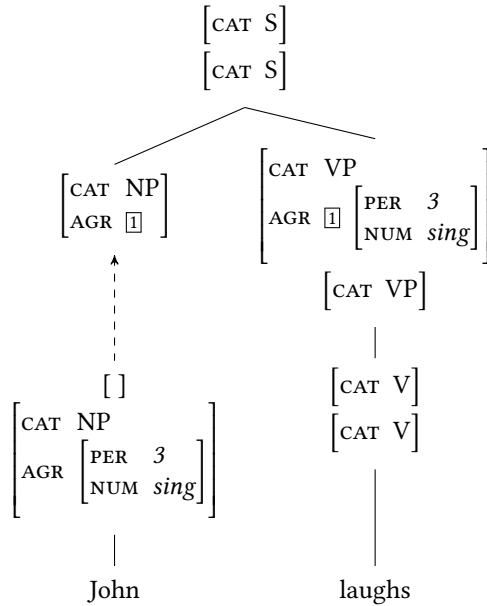 [CAT S]
[CAT S]
[CAT NP
AGR 1]
[CAT VP
AGR 1 [PER 3
NUM sing]]
[CAT VP]
[ ]
[CAT NP
AGR [PER 3
NUM sing]]
[CAT V]
[CAT V]
John laughs